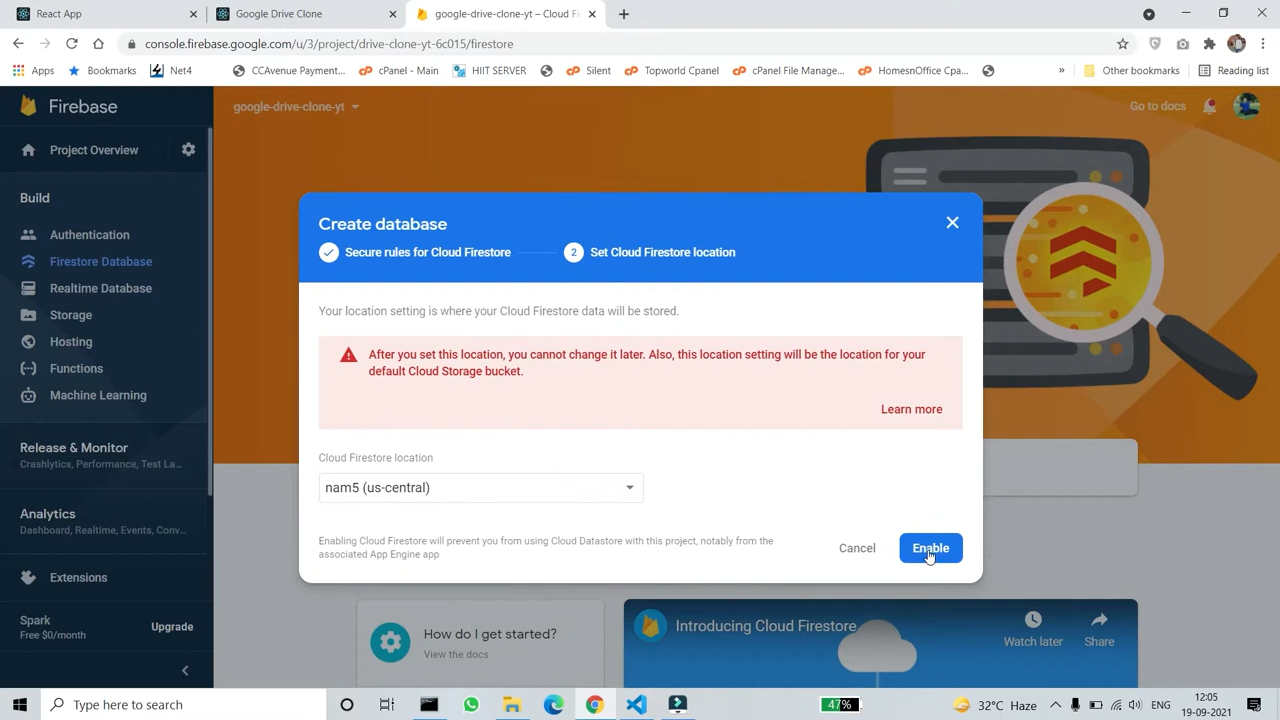 React App
Google Drive Clone
google-drive-clone-yt – Cloud Fi
console.firebase.google.com/u/3/project/drive-clone-yt-6c015/firestore
Apps
Bookmarks
Net4
CCAvenue Payment...
cPanel - Main
HIIT SERVER
Silent
Topworld Cpanel
cPanel File Manage...
HomesnOffice Cpa...
»
Other bookmarks
Reading list
Firebase
google-drive-clone-yt
Go to docs
Project Overview
Build
Authentication
Firestore Database
Realtime Database
Storage
Hosting
Functions
Machine Learning
Release & Monitor
Crashlytics, Performance, Test La...
Analytics
Dashboard, Realtime, Events, Conv...
Extensions
Spark
Free $0/month
Upgrade
Create database
Secure rules for Cloud Firestore
2 Set Cloud Firestore location
Your location setting is where your Cloud Firestore data will be stored.
After you set this location, you cannot change it later. Also, this location setting will be the location for your
default Cloud Storage bucket.
Learn more
Cloud Firestore location
nam5 (us-central)
Enabling Cloud Firestore will prevent you from using Cloud Datastore with this project, notably from the
associated App Engine app
Cancel
Enable
How do I get started?
View the docs
Introducing Cloud Firestore
Watch later
Share
Type here to search
47%
32°C Haze
ENG
12:05
19-09-2021